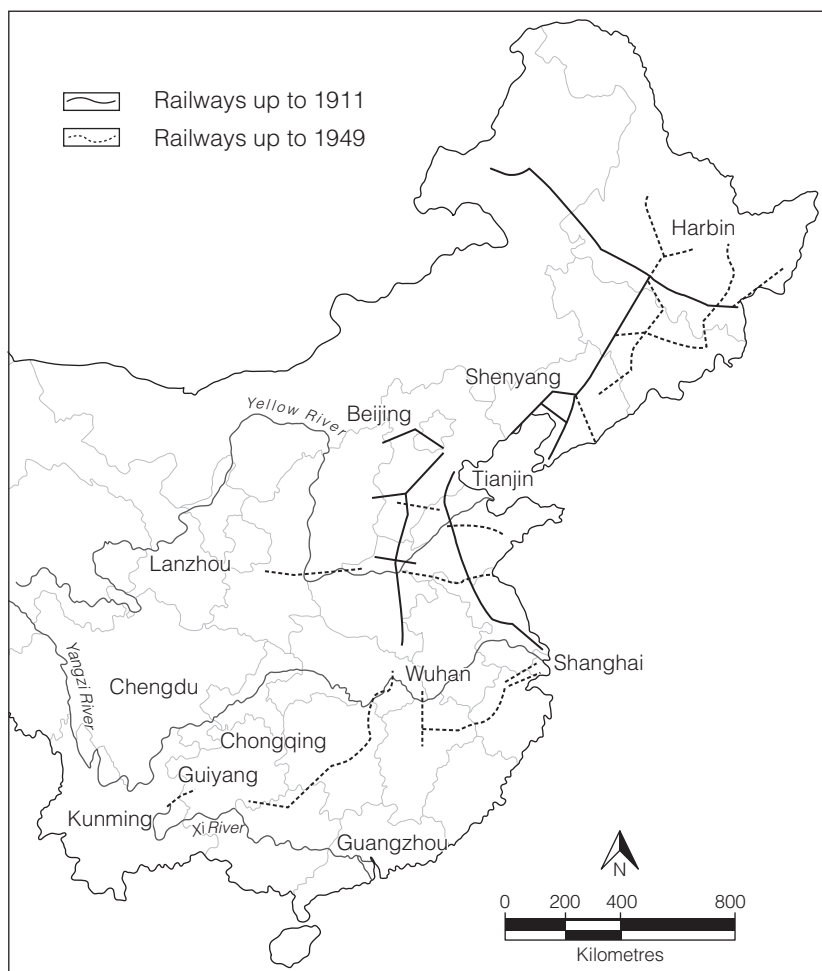 Railways up to 1911
Railways up to 1949
Harbin
Shenyang
Yellow River
Beijing
Tianjin
Lanzhou
Yangzi River
Chengdu
Wuhan
Shanghai
Chongqing
Guiyang
Kunming
Xi River
Guangzhou
N
0 200 400 800
Kilometres